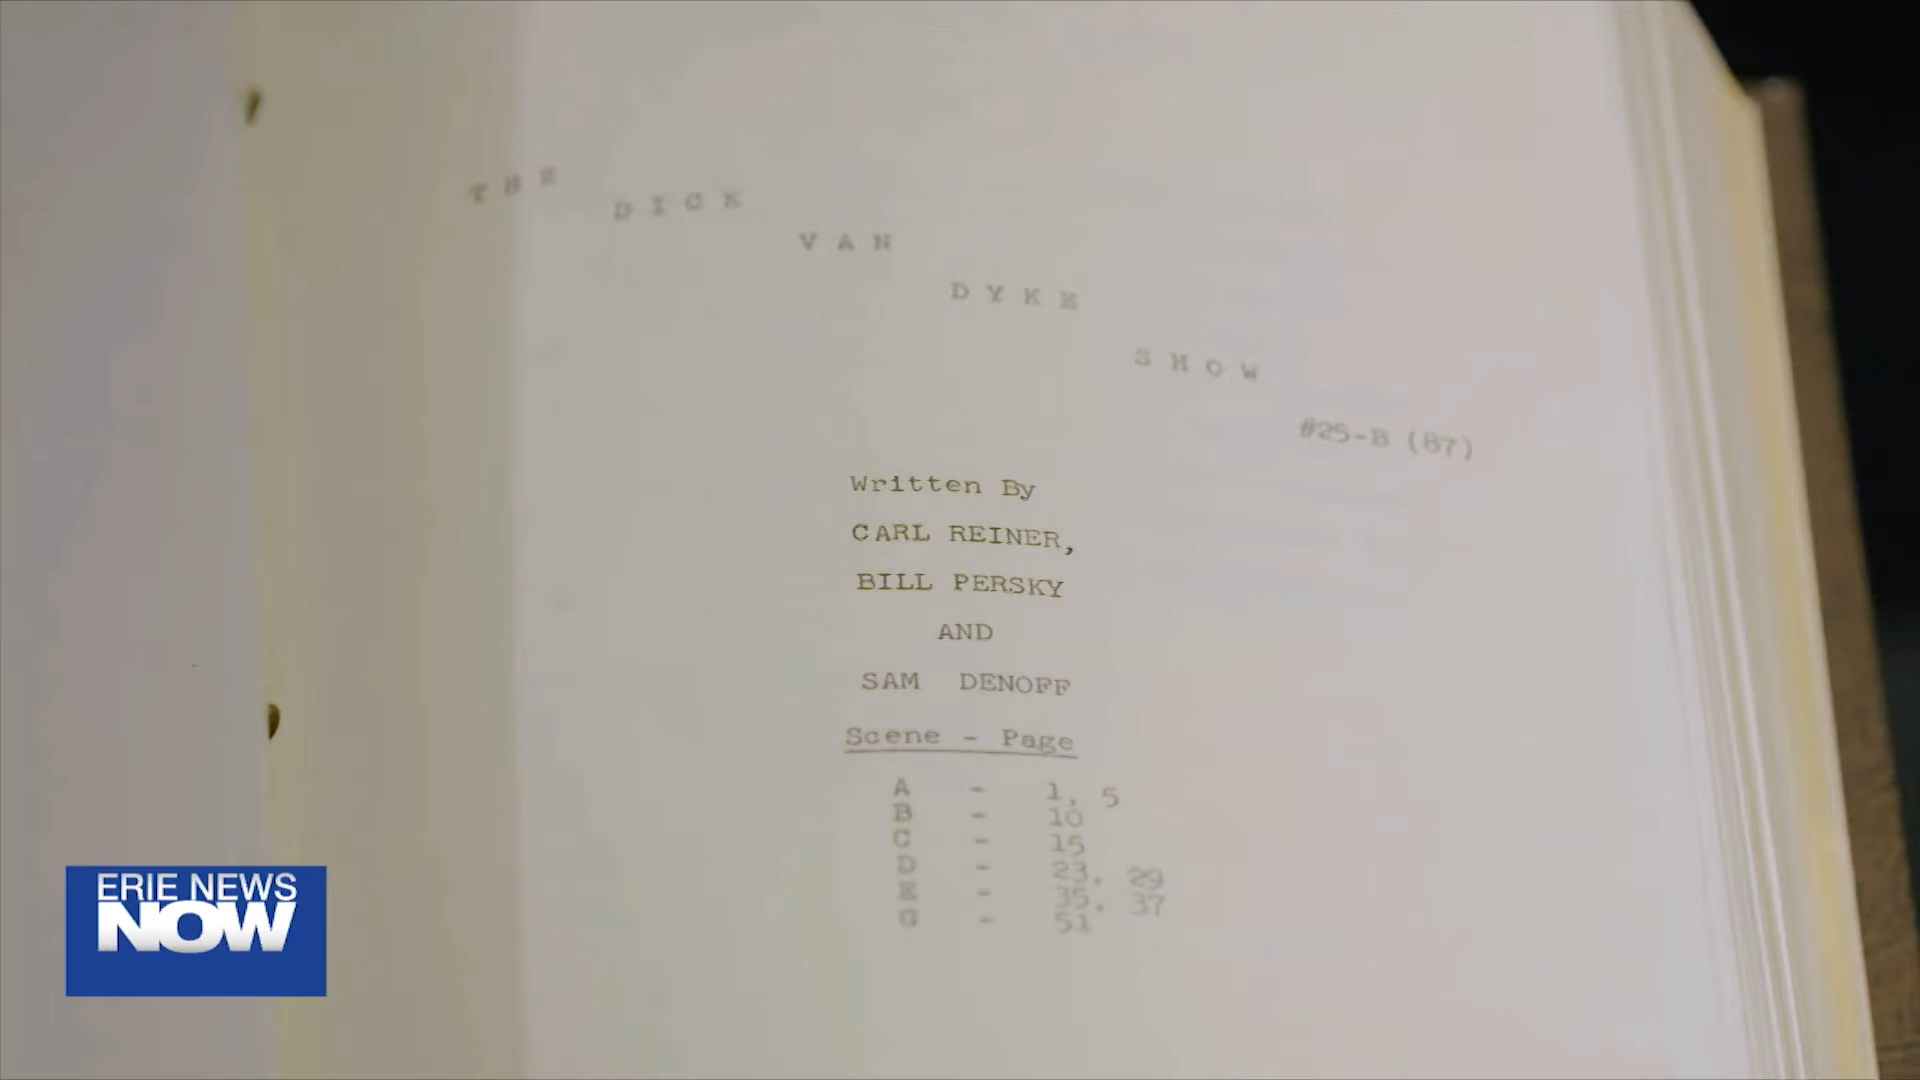 THE
DICK
VAN
DYKE
SHOW
#25-B (87)
Written By
CARL REINER,
BILL PERSKY
AND
SAM DENOFF
Scene - Page
A - 1, 5
B - 10
C - 15
D - 23, 29
E - 35, 37
G - 51
ERIE NEWS
NOW